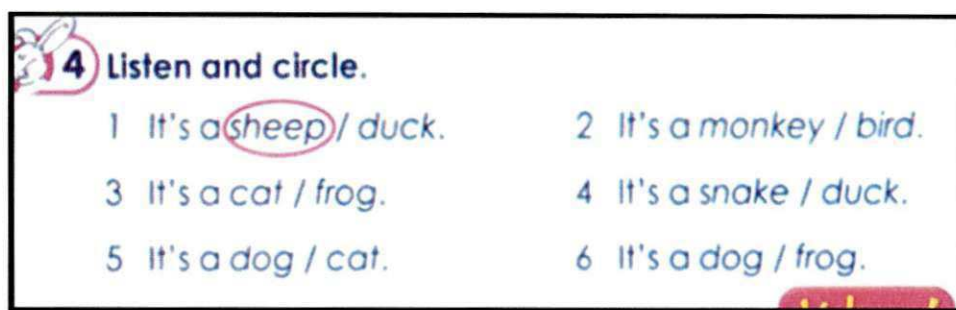 4 Listen and circle.
1 It's a sheep / duck.
2 It's a monkey / bird.
3 It's a cat / frog.
4 It's a snake / duck.
5 It's a dog / cat.
6 It's a dog / frog.